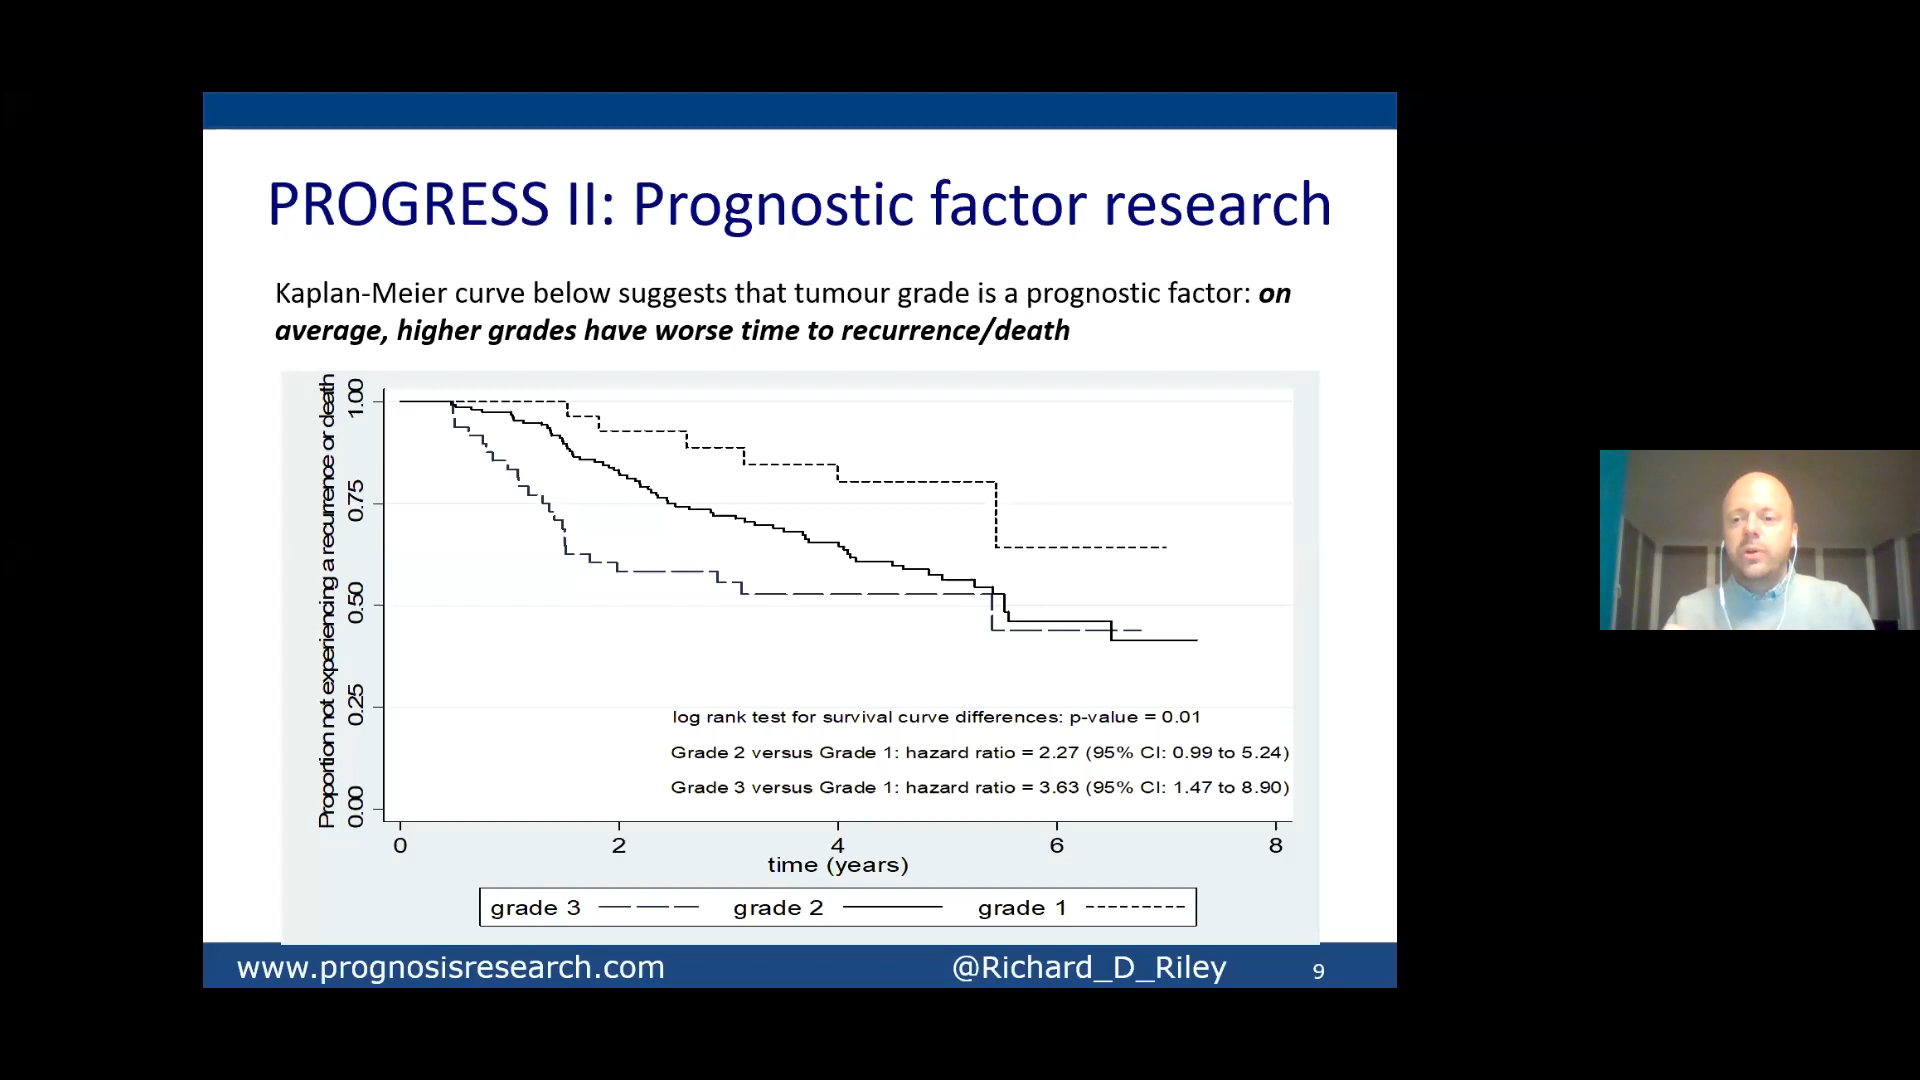 PROGRESS II: Prognostic factor research
Kaplan-Meier curve below suggests that tumour grade is a prognostic factor: on
average, higher grades have worse time to recurrence/death
Proportion not experiencing a recurrence or death
1.00
0.75
0.50
0.25
0.00
log rank test for survival curve differences: p-value = 0.01
Grade 2 versus Grade 1: hazard ratio = 2.27 (95% CI: 0.99 to 5.24)
Grade 3 versus Grade 1: hazard ratio = 3.63 (95% CI: 1.47 to 8.90)
0 2 4 6 8
time (years)
grade 3 grade 2 grade 1
www.prognosisresearch.com @Richard_D_Riley 9